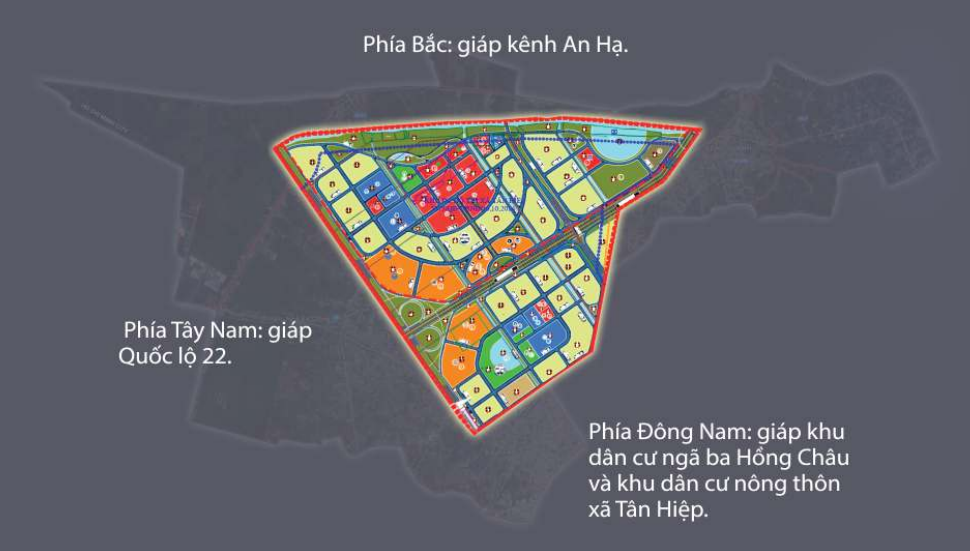 Phía Bắc: giáp kênh An Hạ.
Phía Tây Nam: giáp
Quốc lộ 22.
Phía Đông Nam: giáp khu
dân cư ngã ba Hồng Châu
và khu dân cư nông thôn
xã Tân Hiệp.